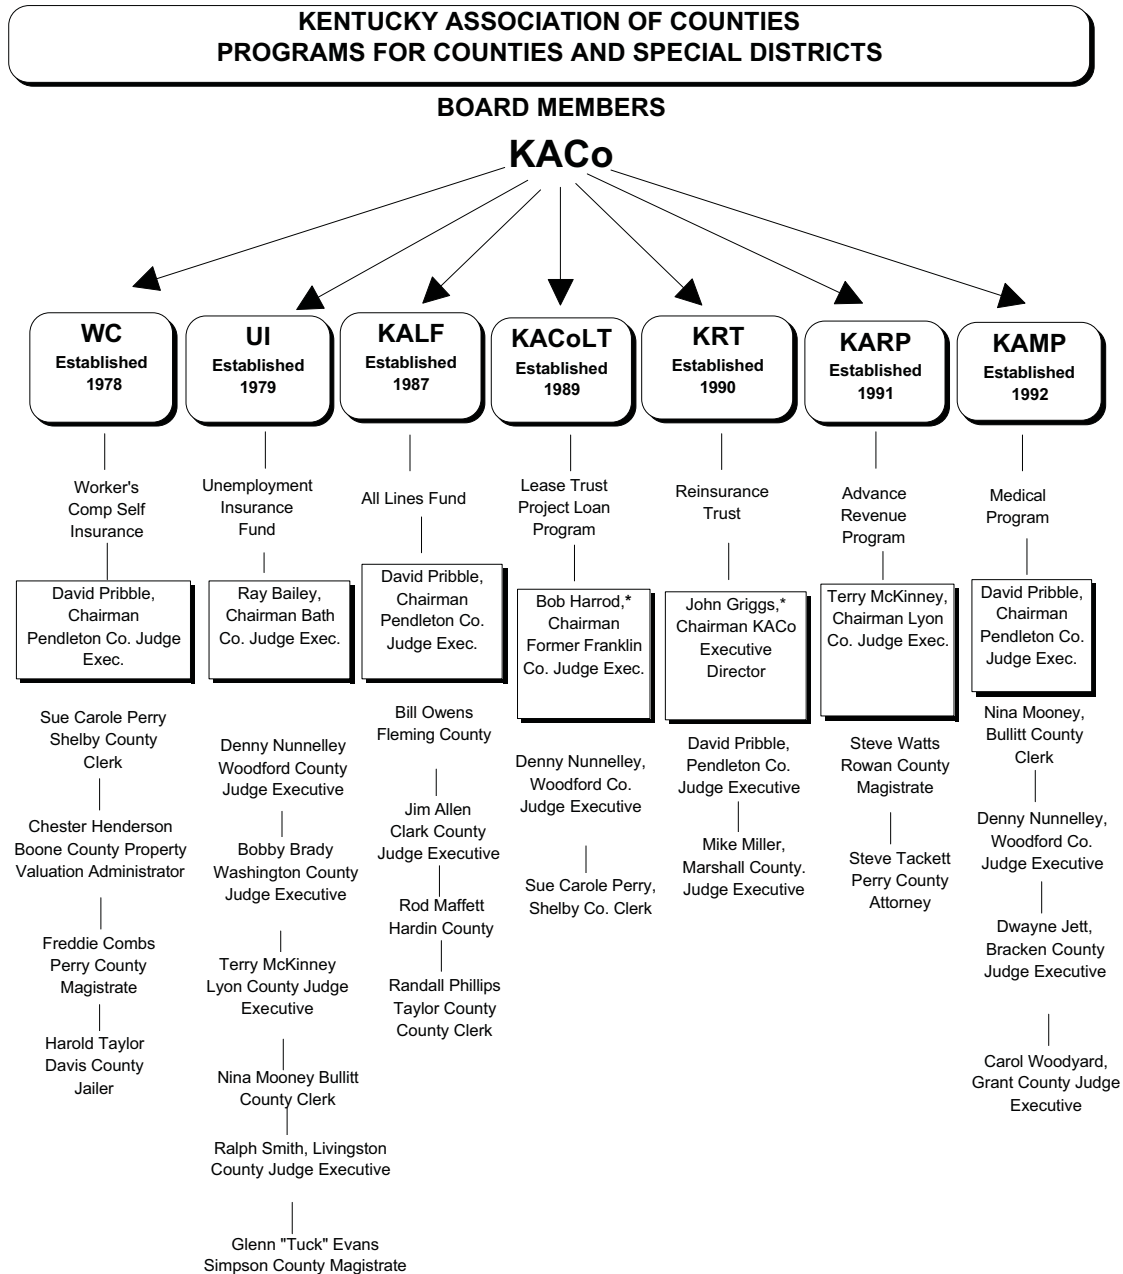 KENTUCKY ASSOCIATION OF COUNTIES
PROGRAMS FOR COUNTIES AND SPECIAL DISTRICTS
BOARD MEMBERS
KACo
WC
Established
1978
Worker's
Comp Self
Insurance
David Pribble,
Chairman
Pendleton Co. Judge
Exec.
Sue Carole Perry
Shelby County
Clerk
Chester Henderson
Boone County Property
Valuation Administrator
Freddie Combs
Perry County
Magistrate
Harold Taylor
Davis County
Jailer
UI
Established
1979
Unemployment
Insurance
Fund
Ray Bailey,
Chairman Bath
Co. Judge Exec.
Denny Nunnelley
Woodford County
Judge Executive
Bobby Brady
Washington County
Judge Executive
Terry McKinney
Lyon County Judge
Executive
Nina Mooney Bullitt
County Clerk
Ralph Smith, Livingston
County Judge Executive
Glenn "Tuck" Evans
Simpson County Magistrate
KALF
Established
1987
All Lines Fund
David Pribble,
Chairman
Pendleton Co.
Judge Exec.
Bill Owens
Fleming County
Jim Allen
Clark County
Judge Executive
Rod Maffett
Hardin County
Randall Phillips
Taylor County
County Clerk
KACoLT
Established
1989
Lease Trust
Project Loan
Program
Bob Harrod,*
Chairman
Former Franklin
Co. Judge Exec.
Denny Nunnelley,
Woodford Co.
Judge Executive
Sue Carole Perry,
Shelby Co. Clerk
KRT
Established
1990
Reinsurance
Trust
John Griggs,*
Chairman KACo
Executive
Director
David Pribble,
Pendleton Co.
Judge Executive
Mike Miller,
Marshall County.
Judge Executive
KARP
Established
1991
Advance
Revenue
Program
Terry McKinney,
Chairman Lyon
Co. Judge Exec.
Steve Watts
Rowan County
Magistrate
Steve Tackett
Perry County
Attorney
KAMP
Established
1992
Medical
Program
David Pribble,
Chairman
Pendleton Co.
Judge Exec.
Nina Mooney,
Bullitt County
Clerk
Denny Nunnelley,
Woodford Co.
Judge Executive
Dwayne Jett,
Bracken County
Judge Executive
Carol Woodyard,
Grant County Judge
Executive